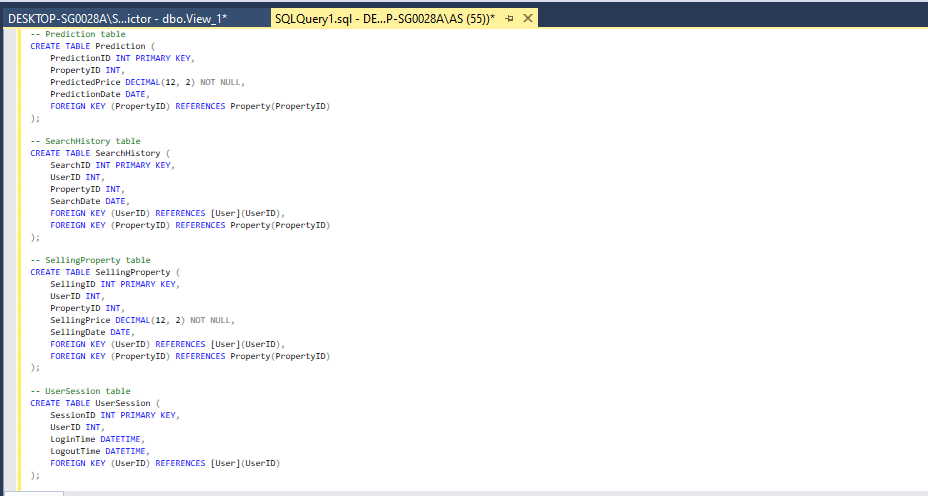 DESKTOP-SG0028A\S...ictor - dbo.View_1*
SQLQuery1.sql - DE...P-SG0028A\AS (55))*
-- Prediction table
CREATE TABLE Prediction (
    PredictionID INT PRIMARY KEY,
    PropertyID INT,
    PredictedPrice DECIMAL(12, 2) NOT NULL,
    PredictionDate DATE,
    FOREIGN KEY (PropertyID) REFERENCES Property(PropertyID)
);
-- SearchHistory table
CREATE TABLE SearchHistory (
    SearchID INT PRIMARY KEY,
    UserID INT,
    PropertyID INT,
    SearchDate DATE,
    FOREIGN KEY (UserID) REFERENCES [User](UserID),
    FOREIGN KEY (PropertyID) REFERENCES Property(PropertyID)
);
-- SellingProperty table
CREATE TABLE SellingProperty (
    SellingID INT PRIMARY KEY,
    UserID INT,
    PropertyID INT,
    SellingPrice DECIMAL(12, 2) NOT NULL,
    SellingDate DATE,
    FOREIGN KEY (UserID) REFERENCES [User](UserID),
    FOREIGN KEY (PropertyID) REFERENCES Property(PropertyID)
);
-- UserSession table
CREATE TABLE UserSession (
    SessionID INT PRIMARY KEY,
    UserID INT,
    LoginTime DATETIME,
    LogoutTime DATETIME,
    FOREIGN KEY (UserID) REFERENCES [User](UserID)
);